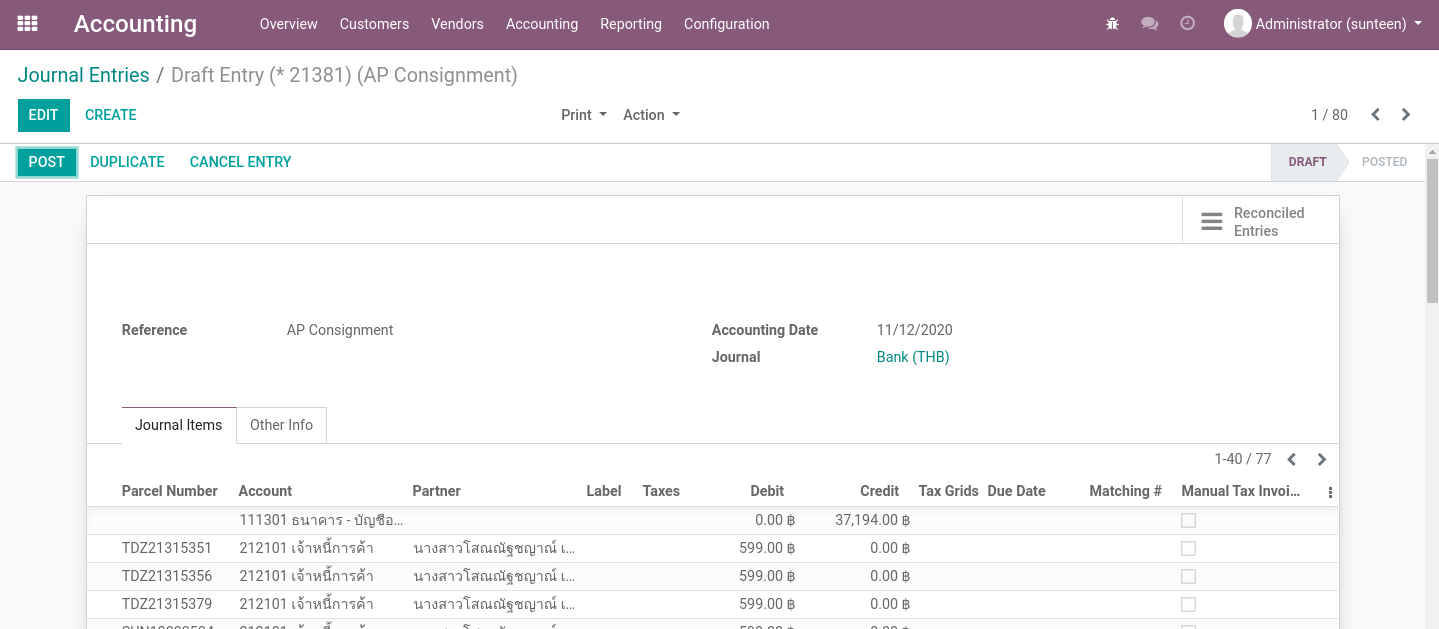 Accounting Overview Customers Vendors Accounting Reporting Configuration Administrator (sunteen)
Journal Entries / Draft Entry (* 21381) (AP Consignment)
EDIT CREATE Print Action 1 / 80
POST DUPLICATE CANCEL ENTRY DRAFT POSTED
Reconciled
Entries
Reference AP Consignment Accounting Date 11/12/2020
Journal Bank (THB)
Journal Items Other Info
1-40 / 77
Parcel Number Account Partner Label Taxes Debit Credit Tax Grids Due Date Matching # Manual Tax Invoi...
111301 ธนาคาร - บัญชีอ... 0.00 ฿ 37,194.00 ฿
TDZ21315351 212101 เจ้าหนี้การค้า นางสาวโสณณัฐชญาณ์ เ... 599.00 ฿ 0.00 ฿
TDZ21315356 212101 เจ้าหนี้การค้า นางสาวโสณณัฐชญาณ์ เ... 599.00 ฿ 0.00 ฿
TDZ21315379 212101 เจ้าหนี้การค้า นางสาวโสณณัฐชญาณ์ เ... 599.00 ฿ 0.00 ฿